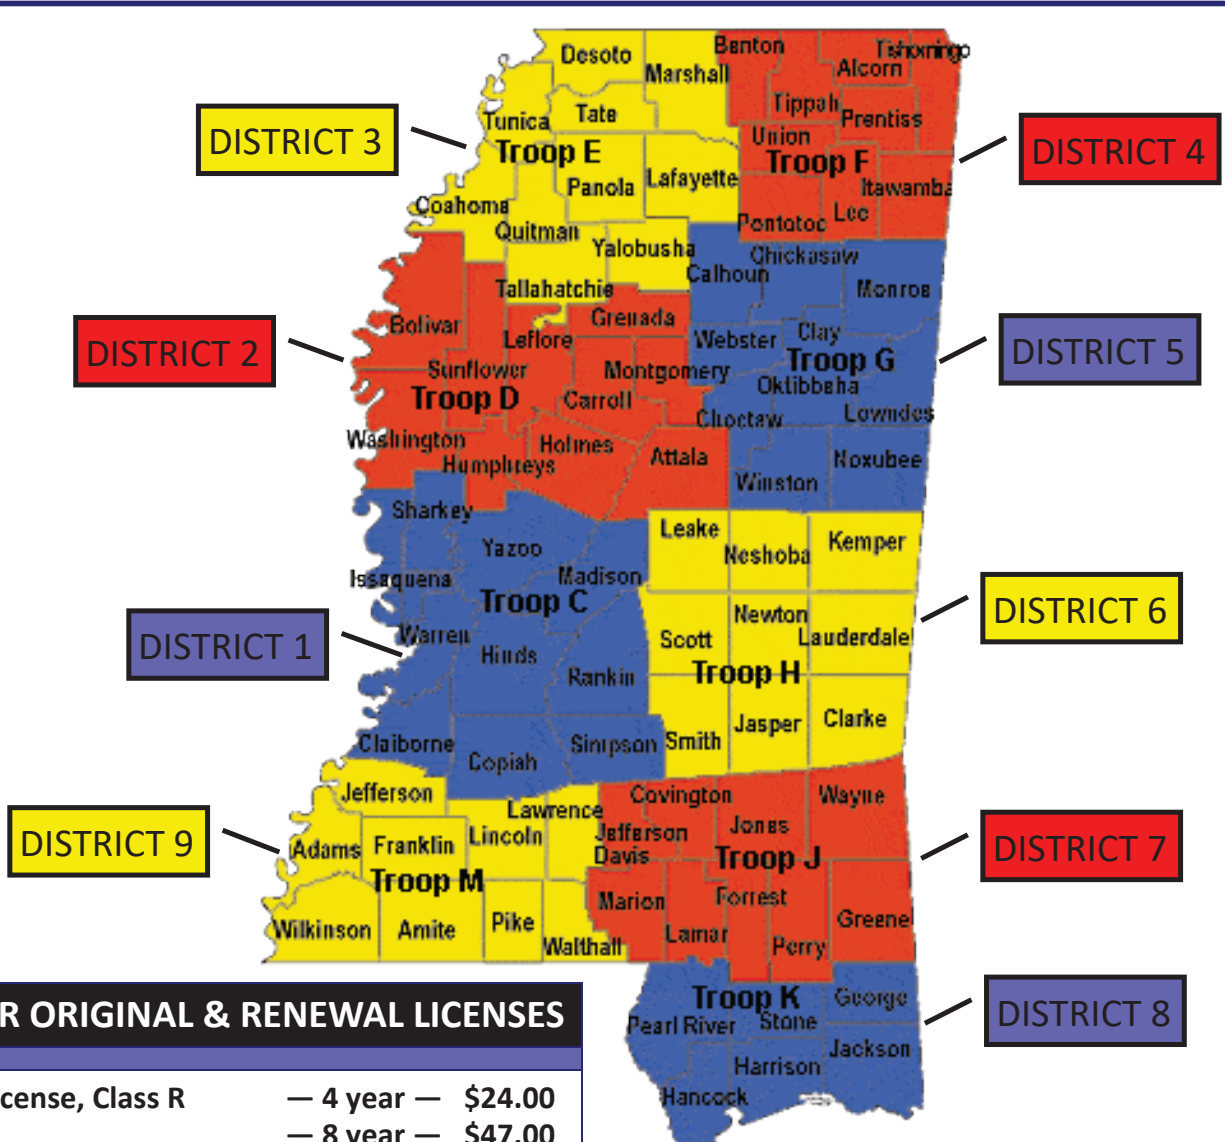 Desoto
Marshall
Benton
Tishomingo
Alcorn
Tippah
Prentiss
Tunica
Tate
Union
DISTRICT 3
Troop E
Troop F
DISTRICT 4
Panola
Lafayette
Itawamba
Coahoma
Pontotoc
Lee
Quitman
Yalobusha
Chickasaw
Calhoun
Monroe
Tallahatchie
Bolivar
Grenada
Leflore
Webster
Clay
DISTRICT 2
Sunflower
Montgomery
Troop G
DISTRICT 5
Oktibbeha
Troop D
Carroll
Choctaw
Lowndes
Washington
Holmes
Humphreys
Attala
Noxubee
Winston
Sharkey
Leake
Neshoba
Kemper
Yazoo
Issaquena
Madison
Troop C
Newton
DISTRICT 6
Warren
Scott
Lauderdale
DISTRICT 1
Hinds
Rankin
Troop H
Claiborne
Copiah
Simpson
Smith
Jasper
Clarke
Jefferson
Lawrence
Covington
Wayne
DISTRICT 9
Adams
Franklin
Lincoln
Jefferson
Davis
Jones
Troop J
DISTRICT 7
Troop M
Marion
Forrest
Wilkinson
Amite
Pike
Walthall
Lamar
Perry
Greene
Troop K
George
DISTRICT 8
Pearl River
Stone
Jackson
Harrison
Hancock
R ORIGINAL & RENEWAL LICENSES
cense, Class R — 4 year — $24.00
— 8 year — $47.00